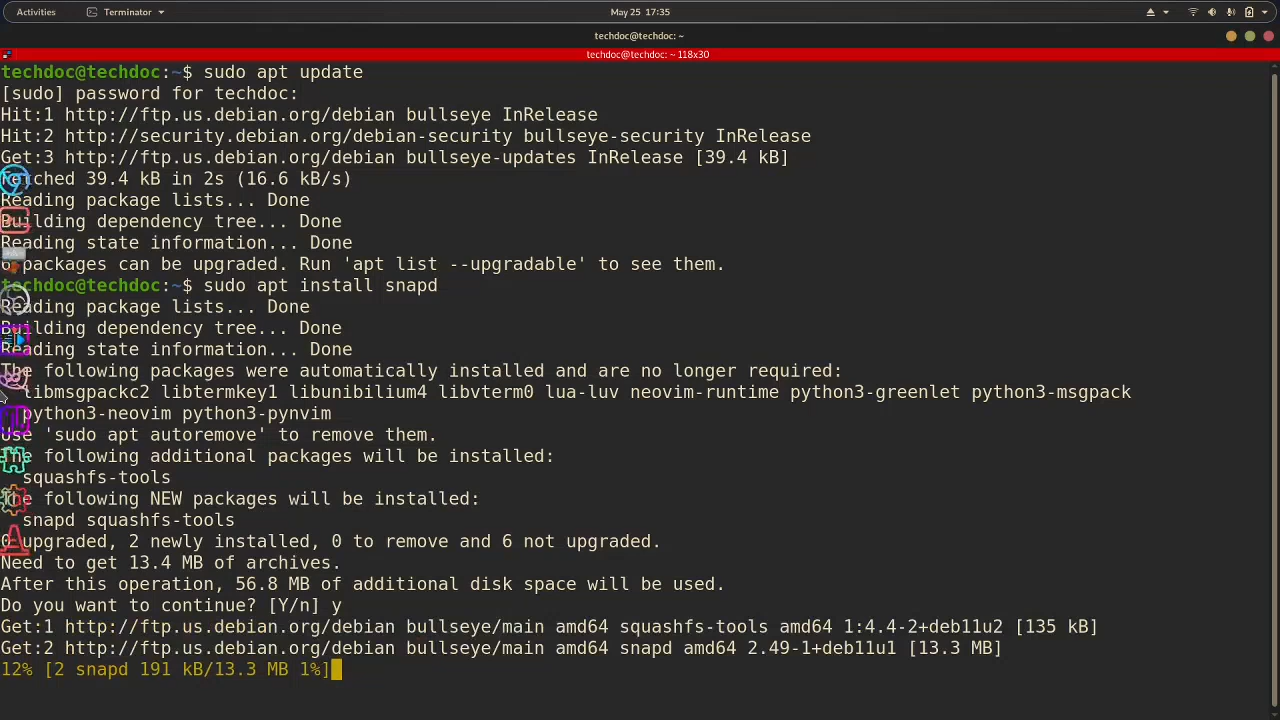 Activities Terminator May 25 17:35
techdoc@techdoc: ~
techdoc@techdoc: ~ 118x30
techdoc@techdoc:~$ sudo apt update
[sudo] password for techdoc:
Hit:1 http://ftp.us.debian.org/debian bullseye InRelease
Hit:2 http://security.debian.org/debian-security bullseye-security InRelease
Get:3 http://ftp.us.debian.org/debian bullseye-updates InRelease [39.4 kB]
Fetched 39.4 kB in 2s (16.6 kB/s)
Reading package lists... Done
Building dependency tree... Done
Reading state information... Done
6 packages can be upgraded. Run 'apt list --upgradable' to see them.
techdoc@techdoc:~$ sudo apt install snapd
Reading package lists... Done
Building dependency tree... Done
Reading state information... Done
The following packages were automatically installed and are no longer required:
libmsgpackc2 libtermkey1 libunibilium4 libvterm0 lua-luv neovim-runtime python3-greenlet python3-msgpack
python3-neovim python3-pynvim
Use 'sudo apt autoremove' to remove them.
The following additional packages will be installed:
squashfs-tools
The following NEW packages will be installed:
snapd squashfs-tools
0 upgraded, 2 newly installed, 0 to remove and 6 not upgraded.
Need to get 13.4 MB of archives.
After this operation, 56.8 MB of additional disk space will be used.
Do you want to continue? [Y/n] y
Get:1 http://ftp.us.debian.org/debian bullseye/main amd64 squashfs-tools amd64 1:4.4-2+deb11u2 [135 kB]
Get:2 http://ftp.us.debian.org/debian bullseye/main amd64 snapd amd64 2.49-1+deb11u1 [13.3 MB]
12% [2 snapd 191 kB/13.3 MB 1%]